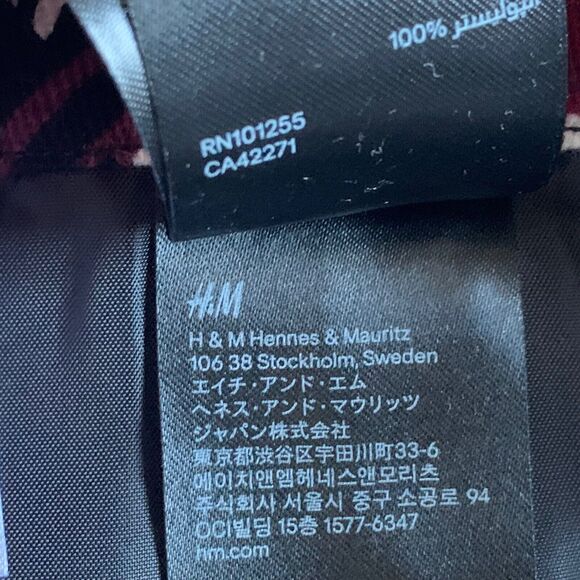 100% البوليستر
RN101255
CA42271
H&M
H & M Hennes & Mauritz
106 38 Stockholm, Sweden
エイチ・アンド・エム
ヘネス・アンド・マウリッツ
ジャパン株式会社
東京都渋谷区宇田川町33-6
에이치앤엠헤네스앤모리츠
주식회사 서울시 중구 소공로 94
OCI빌딩 15층 1577-6347
hm.com